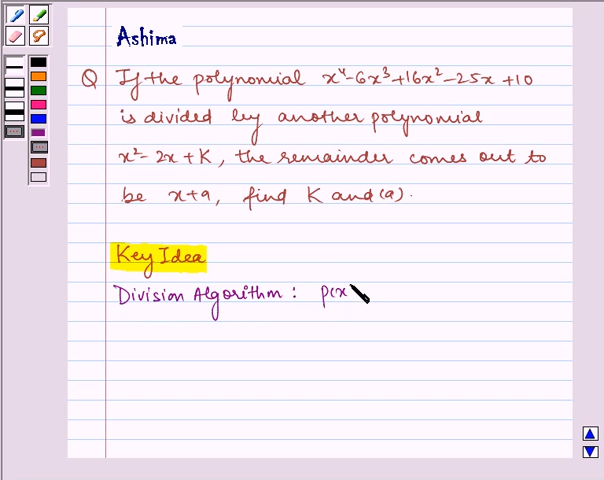 Ashima
Q If the polynomial x⁴-6x³+16x²-25x+10
is divided by another polynomial
x²-2x+K, the remainder comes out to
be x+a, find K and (a).
Key Idea
Division Algorithm: p(x